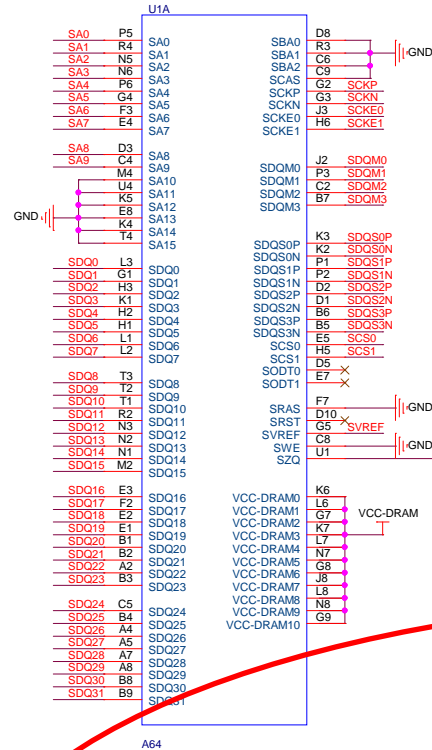 U1A
SA0 P5 SA0 SBA0 D8
SA1 R4 SA1 SBA1 R3
SA2 N5 SA2 SBA2 C6
SA3 N6 SA3 SCAS C9 GND
SA4 P6 SA4 SCKP G2 SCKP
SA5 G4 SA5 SCKN G3 SCKN
SA6 F3 SA6 SCKE0 J3 SCKE0
SA7 E4 SA7 SCKE1 H6 SCKE1
SA8 D3 SA8 SDQM0 J2 SDQM0
SA9 C4 SA9 SDQM1 P3 SDQM1
M4 SA10 SDQM2 C2 SDQM2
U4 SA11 SDQM3 B7 SDQM3
K5 SA12
GND E8 SA13
K4 SA14 SDQS0P K3 SDQS0P
T4 SA15 SDQS0N K2 SDQS0N
SDQ0 L3 SDQ0 SDQS1P P1 SDQS1P
SDQ1 G1 SDQ1 SDQS1N P2 SDQS1N
SDQ2 H3 SDQ2 SDQS2P D2 SDQS2P
SDQ3 K1 SDQ3 SDQS2N D1 SDQS2N
SDQ4 H2 SDQ4 SDQS3P B6 SDQS3P
SDQ5 H1 SDQ5 SDQS3N B5 SDQS3N
SDQ6 L1 SDQ6 SCS0 E5 SCS0
SDQ7 L2 SDQ7 SCS1 H5 SCS1
SDQ8 T3 SDQ8 SODT0 D5
SDQ9 T2 SDQ9 SODT1 E7
SDQ10 T1 SDQ10 SRAS F7 GND
SDQ11 R2 SDQ11 SRST D10
SDQ12 N3 SDQ12 SVREF G5 SVREF
SDQ13 N2 SDQ13 SWE C8 GND
SDQ14 N1 SDQ14 SZQ U1
SDQ15 M2 SDQ15
SDQ16 E3 SDQ16 VCC-DRAM0 K6
SDQ17 F2 SDQ17 VCC-DRAM1 L6
SDQ18 E2 SDQ18 VCC-DRAM2 G7 VCC-DRAM
SDQ19 E1 SDQ19 VCC-DRAM3 K7
SDQ20 B1 SDQ20 VCC-DRAM4 L7
SDQ21 B2 SDQ21 VCC-DRAM5 N7
SDQ22 A2 SDQ22 VCC-DRAM6 G8
SDQ23 B3 SDQ23 VCC-DRAM7 J8
VCC-DRAM8 L8
SDQ24 C5 SDQ24 VCC-DRAM9 N8
SDQ25 B4 SDQ25 VCC-DRAM10 G9
SDQ26 A4 SDQ26
SDQ27 A5 SDQ27
SDQ28 A7 SDQ28
SDQ29 A8 SDQ29
SDQ30 B8 SDQ30
SDQ31 B9 SDQ31
A64